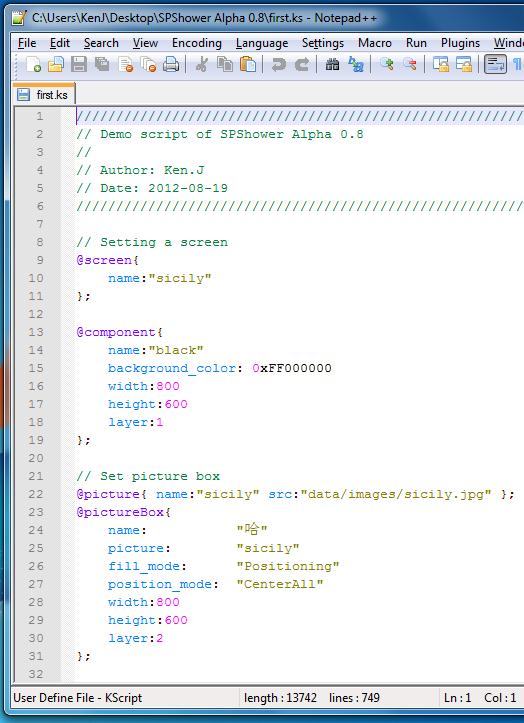 C:\Users\KenJ\Desktop\SPShower Alpha 0.8\first.ks - Notepad++
File Edit Search View Encoding Language Settings Macro Run Plugins Window
first.ks
1 ////////////////////////////////////////////////////////
2 // Demo script of SPShower Alpha 0.8
3 //
4 // Author: Ken.J
5 // Date: 2012-08-19
6 ////////////////////////////////////////////////////////
7
8 // Setting a screen
9 @screen{
10 name:"sicily"
11 };
12
13 @component{
14 name:"black"
15 background_color: 0xFF000000
16 width:800
17 height:600
18 layer:1
19 };
20
21 // Set picture box
22 @picture{ name:"sicily" src:"data/images/sicily.jpg" };
23 @pictureBox{
24 name: "哈"
25 picture: "sicily"
26 fill_mode: "Positioning"
27 position_mode: "CenterAll"
28 width:800
29 height:600
30 layer:2
31 };
32
User Define File - KScript length : 13742 lines : 749 Ln : 1 Col : 1